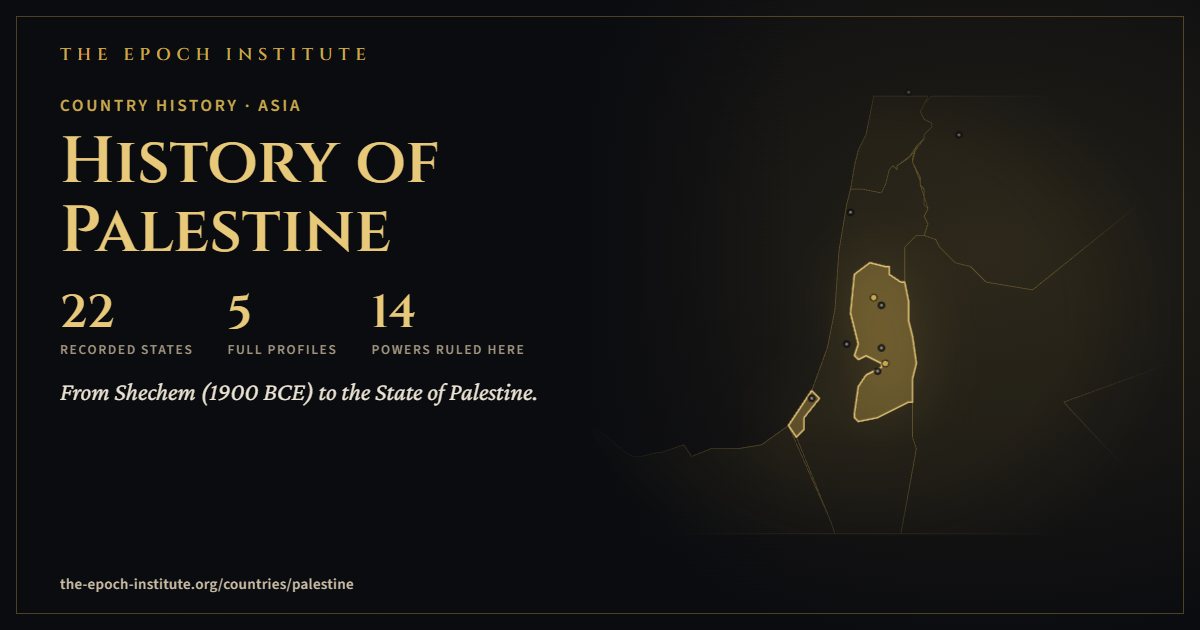 THE EPOCH INSTITUTE
COUNTRY HISTORY · ASIA
HISTORY OF
PALESTINE
22 5 14
RECORDED STATES FULL PROFILES POWERS RULED HERE
From Shechem (1900 BCE) to the State of Palestine.
the-epoch-institute.org/countries/palestine